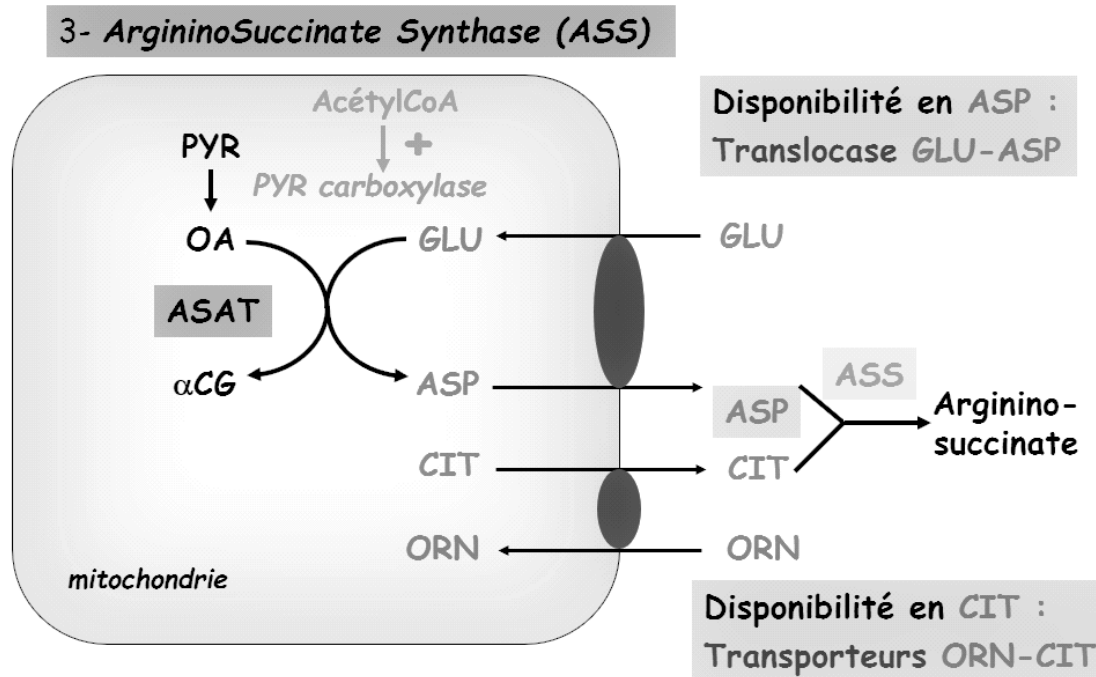 3- ArgininoSuccinate Synthase (ASS)
AcétylCoA
+
PYR
PYR carboxylase
OA
GLU
GLU
ASAT
αCG
ASP
ASP
CIT
CIT
ORN
ORN
mitochondrie
Disponibilité en ASP :
Translocase GLU-ASP
ASS
Arginino-
succinate
Disponibilité en CIT :
Transporteurs ORN-CIT